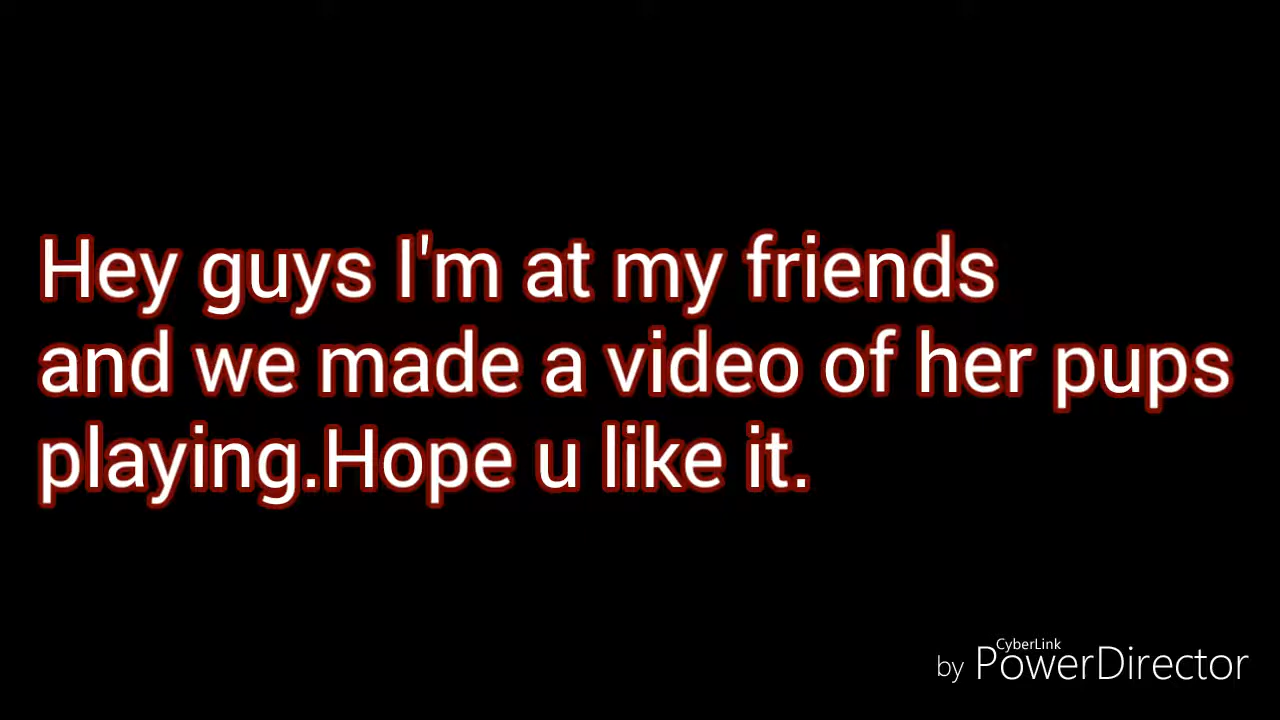 Hey guys I'm at my friends
and we made a video of her pups
playing.Hope u like it.
CyberLink
by PowerDirector